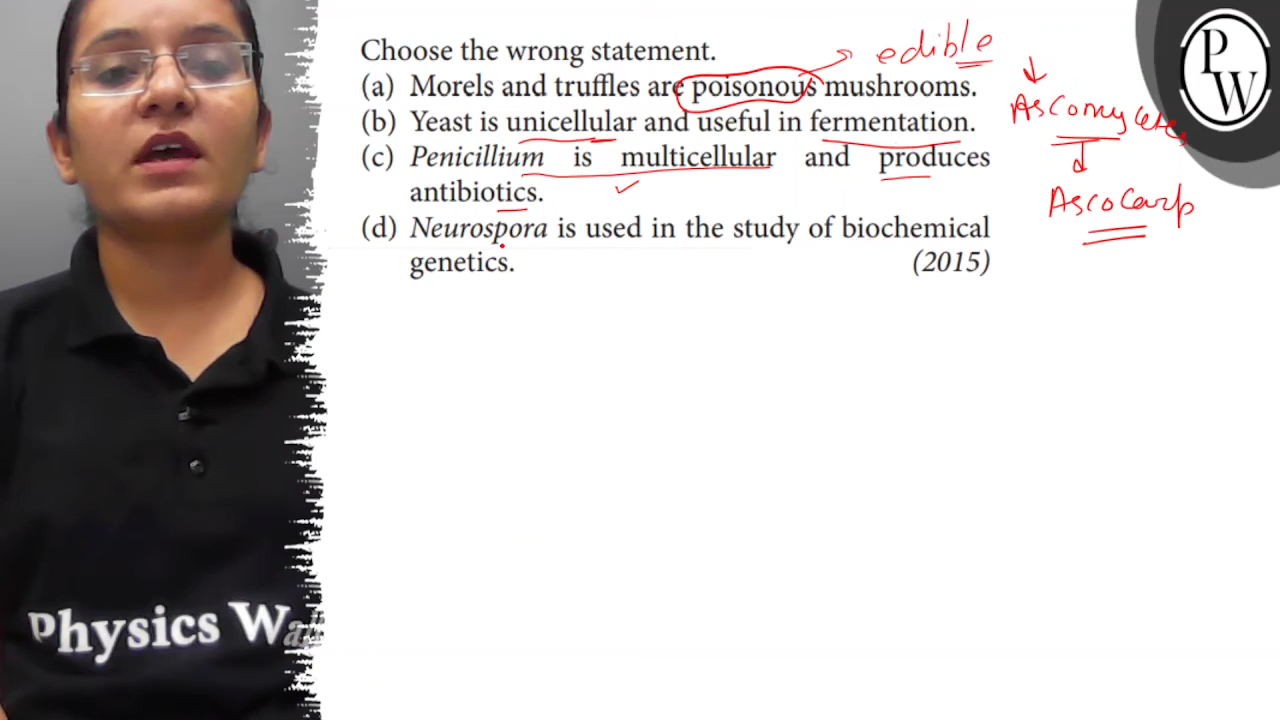 Choose the wrong statement.
(a) Morels and truffles are poisonous mushrooms.
(b) Yeast is unicellular and useful in fermentation.
(c) Penicillium is multicellular and produces
antibiotics.
(d) Neurospora is used in the study of biochemical
genetics. (2015)
edible
Ascomycetes
Ascocarp
P
W
Physics Wall